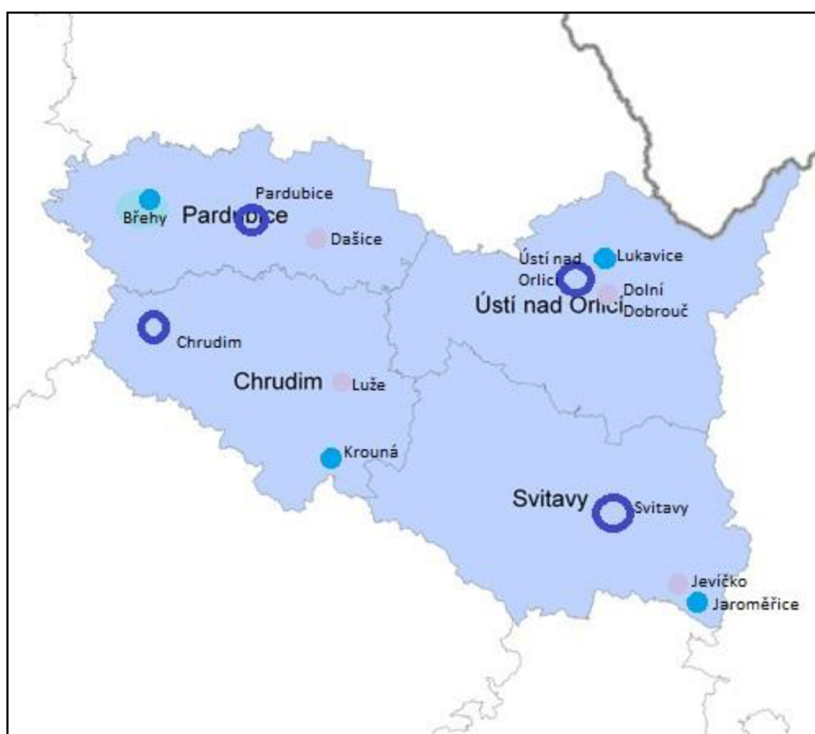 Pardubice
Břehy
Pardubice
Dašice
Ústí nad
Orlicí
Lukavice
Dolní
Dobrouč
Ústí nad Orlicí
Chrudim
Chrudim
Luže
Krouná
Svitavy
Svitavy
Jevíčko
Jaroměřice